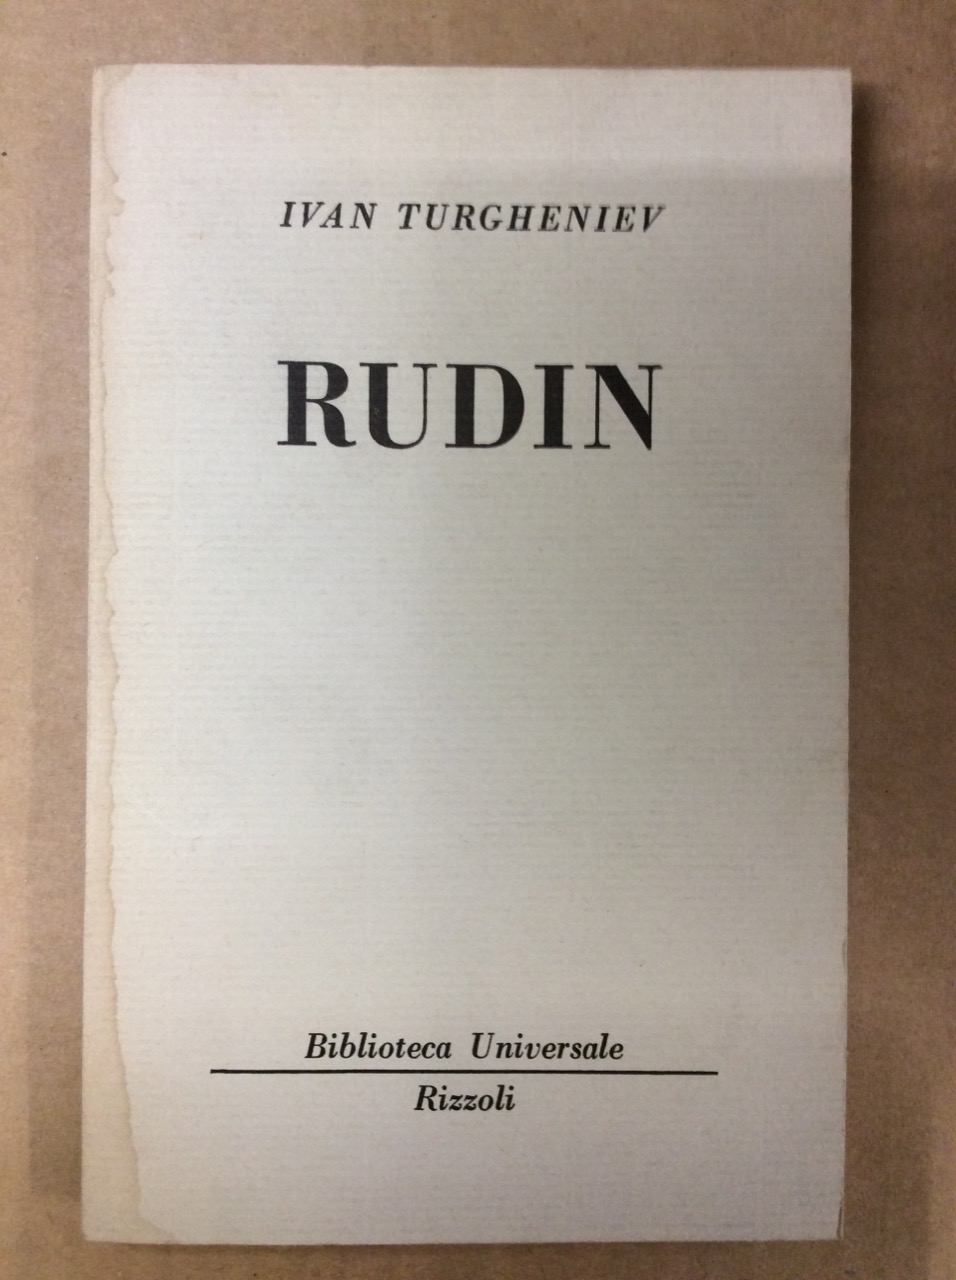 IVAN TURGHENIEV
RUDIN
Biblioteca Universale
Rizzoli